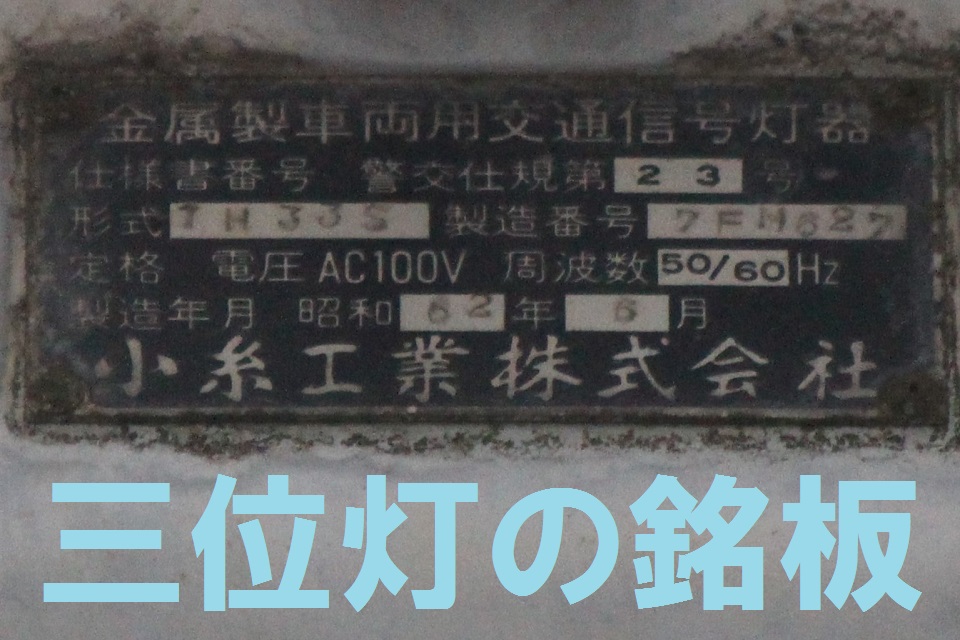 金属製車両用交通信号灯器
仕様書番号 警交仕規第 23 号
形式 1H33S 製造番号 7FM627
定格 電圧 AC100V 周波数 50/60 Hz
製造年月 昭和 62 年 6 月
小糸工業株式会社
三位灯の銘板